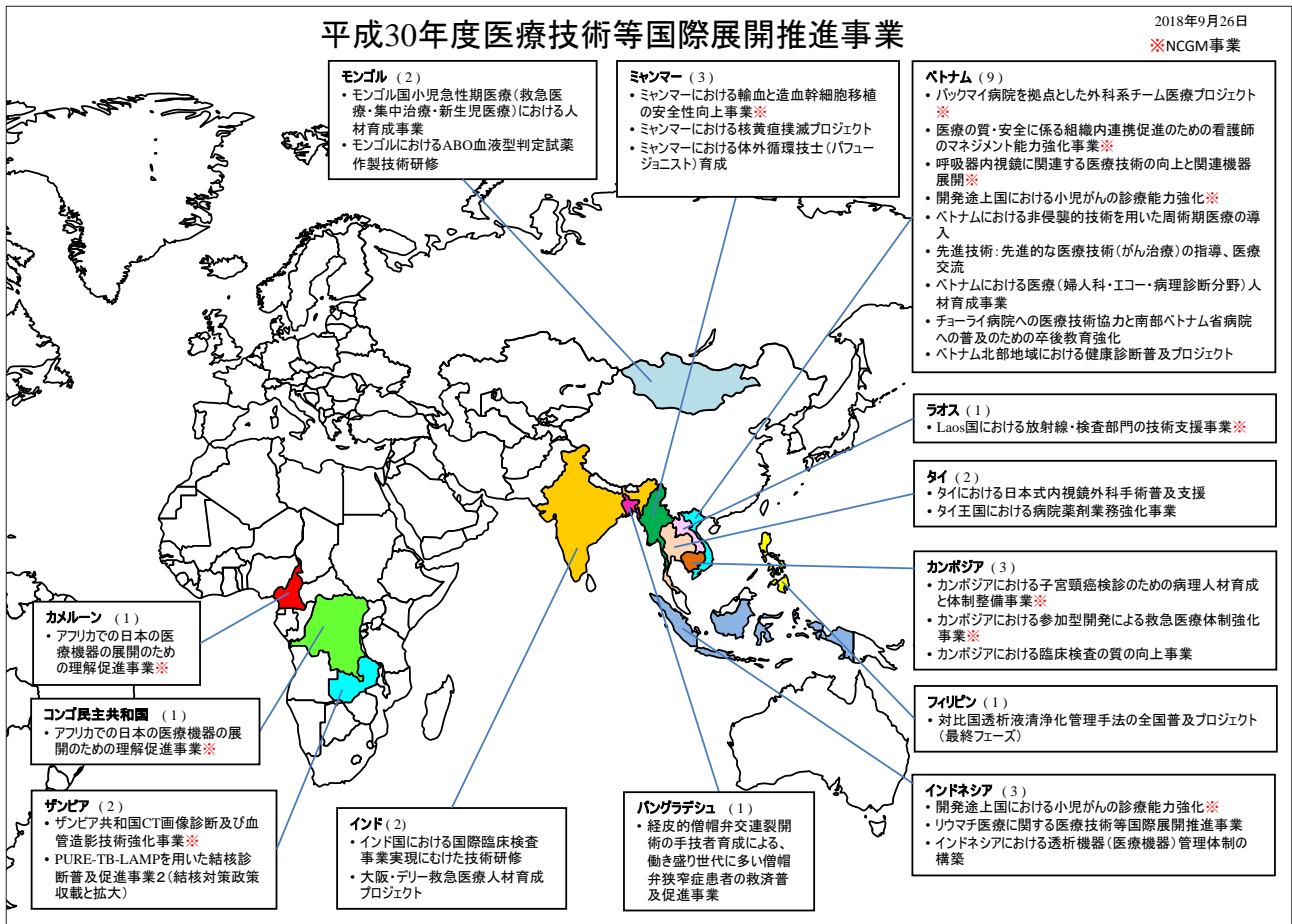 平成30年度医療技術等国際展開推進事業
2018年9月26日
※NCGM事業
モンゴル（2）
• モンゴル国小児急性期医療（救急医
療・集中治療・新生児医療）における人
材育成事業
• モンゴルにおけるABO血液型判定試薬
作製技術研修
ミャンマー（3）
• ミャンマーにおける輸血と造血幹細胞移植
の安全性向上事業※
• ミャンマーにおける核黄疸撲滅プロジェクト
• ミャンマーにおける体外循環技士（パフュー
ジョニスト）育成
ベトナム（9）
• バックマイ病院を拠点とした外科系チーム医療プロジェクト
※
• 医療の質・安全に係る組織内連携促進のための看護師
のマネジメント能力強化事業※
• 呼吸器内視鏡に関連する医療技術の向上と関連機器
展開※
• 開発途上国における小児がんの診療能力強化※
• ベトナムにおける非侵襲的技術を用いた周術期医療の導
入
• 先進技術：先進的な医療技術（がん治療）の指導、医療
交流
• ベトナムにおける医療（婦人科・エコー・病理診断分野）人
材育成事業
• チョーライ病院への医療技術協力と南部ベトナム省病院
への普及のための卒後教育強化
• ベトナム北部地域における健康診断普及プロジェクト
ラオス（1）
• Laos国における放射線・検査部門の技術支援事業※
タイ（2）
• タイにおける日本式内視鏡外科手術普及支援
• タイ王国における病院薬剤業務強化事業
カンボジア（3）
• カンボジアにおける子宮頸癌検診のための病理人材育成
と体制整備事業※
• カンボジアにおける参加型開発による救急医療体制強化
事業※
• カンボジアにおける臨床検査の質の向上事業
フィリピン（1）
• 対比国透析液清浄化管理手法の全国普及プロジェクト
（最終フェーズ）
インドネシア（3）
• 開発途上国における小児がんの診療能力強化※
• リウマチ医療に関する医療技術等国際展開推進事業
• インドネシアにおける透析機器（医療機器）管理体制の
構築
カメルーン（1）
• アフリカでの日本の医
療機器の展開のため
の理解促進事業※
コンゴ民主共和国（1）
• アフリカでの日本の医療機器の展
開のための理解促進事業※
ザンビア（2）
• ザンビア共和国CT画像診断及び血
管造影技術強化事業※
• PURE-TB-LAMPを用いた結核診
断普及促進事業２（結核対策政策
収載と拡大）
インド（2）
• インド国における国際臨床検査
事業実現にむけた技術研修
• 大阪・デリー救急医療人材育成
プロジェクト
バングラデシュ（1）
• 経皮的僧帽弁交連裂開
術の手技者育成による、
働き盛り世代に多い僧帽
弁狭窄症患者の救済普
及促進事業